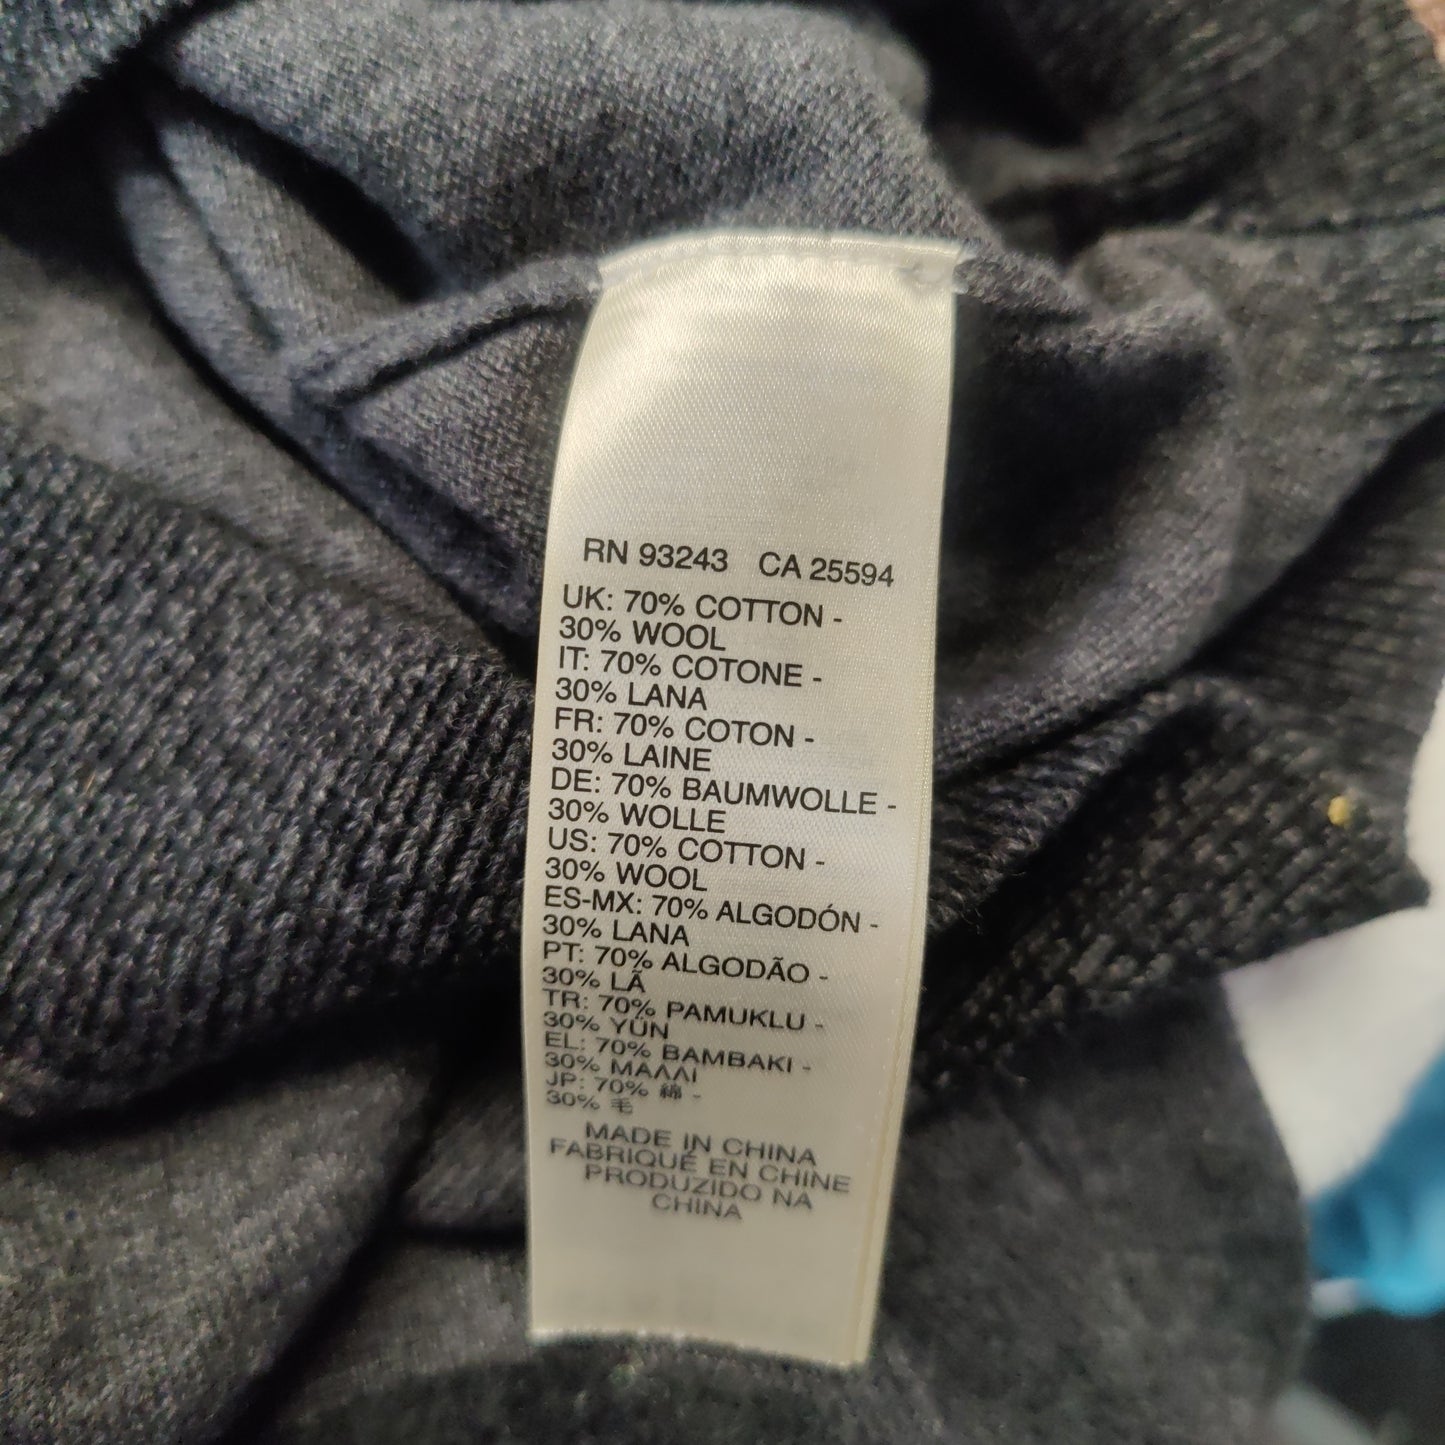 RN 93243 CA 25594
UK: 70% COTTON -
30% WOOL
IT: 70% COTONE -
30% LANA
FR: 70% COTON -
30% LAINE
DE: 70% BAUMWOLLE -
30% WOLLE
US: 70% COTTON -
30% WOOL
ES-MX: 70% ALGODÓN -
30% LANA
PT: 70% ALGODÃO -
30% LÃ
TR: 70% PAMUKLU -
30% YÜN
EL: 70% ΒΑΜΒΑΚΙ -
30% ΜΑΛΛΙ
JP: 70% 綿 -
30% 毛
MADE IN CHINA
FABRIQUÉ EN CHINE
PRODUZIDO NA
CHINA